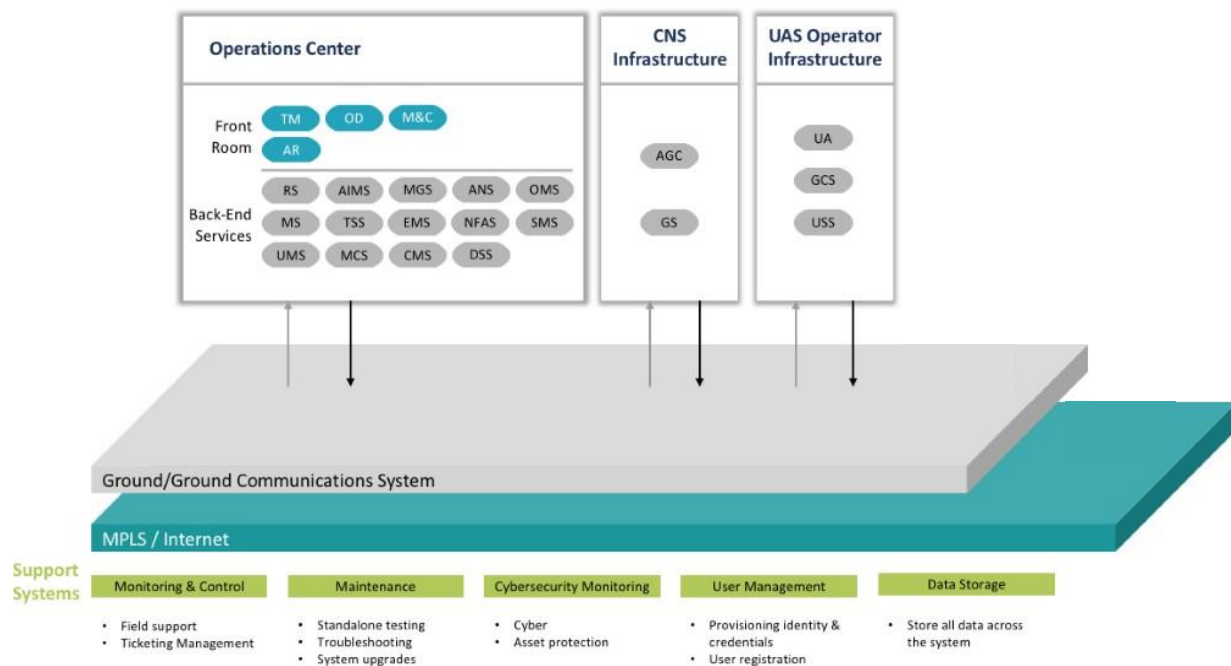 Operations Center
CNS
Infrastructure
UAS Operator
Infrastructure
Front
Room
TM OD M&C
AR
Back-End
Services
RS AIMS MGS ANS OMS
MS TSS EMS NFAS SMS
UMS MCS CMS DSS
AGC
GS
UA
GCS
USS
Ground/Ground Communications System
MPLS / Internet
Support
Systems
Monitoring & Control
• Field support
• Ticketing Management
Maintenance
• Standalone testing
• Troubleshooting
• System upgrades
Cybersecurity Monitoring
• Cyber
• Asset protection
User Management
• Provisioning identity &
credentials
• User registration
Data Storage
• Store all data across
the system